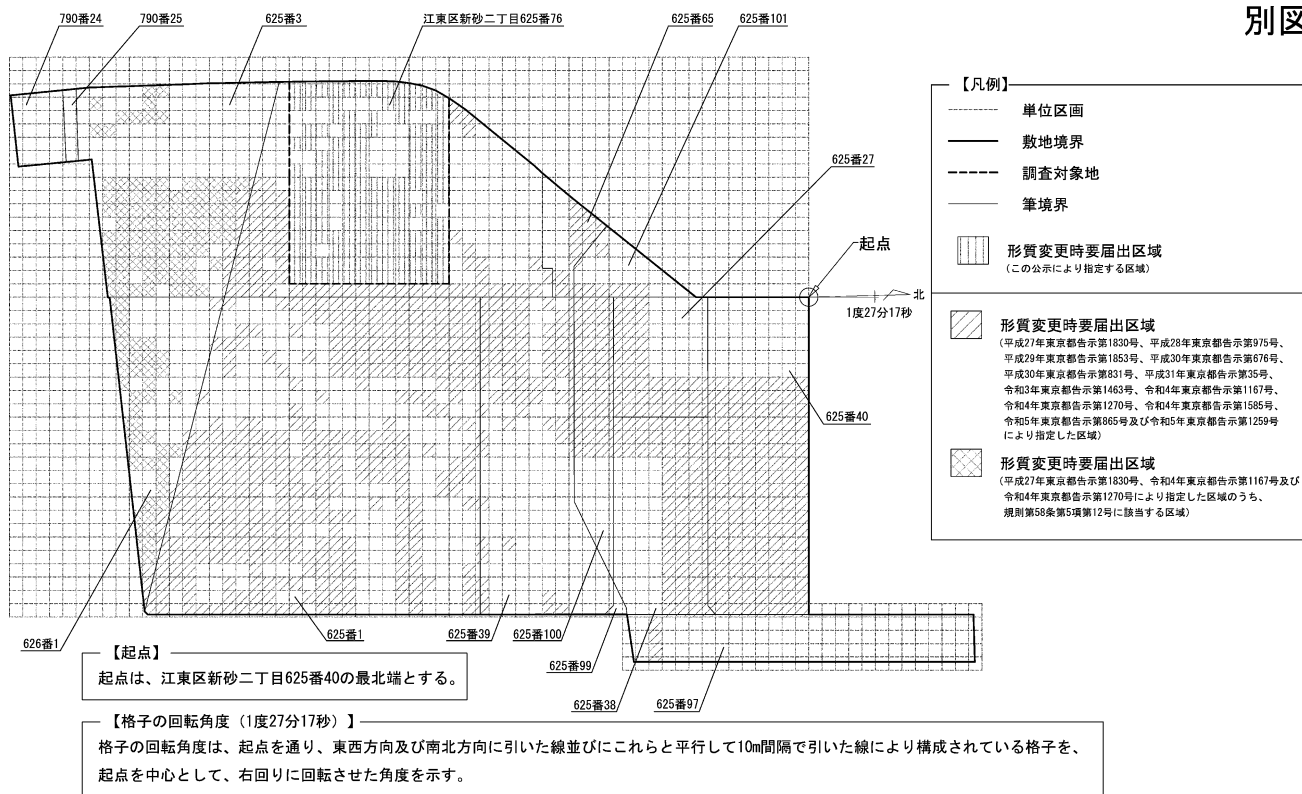 別図
790番24
790番25
625番3
江東区新砂二丁目625番76
625番65
625番101
625番27
起点
北
1度27分17秒
625番40
【凡例】
単位区画
敷地境界
調査対象地
筆境界
形質変更時要届出区域
(この公示により指定する区域)
形質変更時要届出区域
(平成27年東京都告示第1830号、平成28年東京都告示第975号、
平成29年東京都告示第1853号、平成30年東京都告示第676号、
平成30年東京都告示第831号、平成31年東京都告示第35号、
令和3年東京都告示第1463号、令和4年東京都告示第1167号、
令和4年東京都告示第1270号、令和4年東京都告示第1585号、
令和5年東京都告示第865号及び令和5年東京都告示第1259号
により指定した区域)
形質変更時要届出区域
(平成27年東京都告示第1830号、令和4年東京都告示第1167号及び
令和4年東京都告示第1270号により指定した区域のうち、
規則第58条第5項第12号に該当する区域)
626番1
625番1
625番39
625番100
625番99
625番38
625番97
【起点】
起点は、江東区新砂二丁目625番40の最北端とする。
【格子の回転角度(1度27分17秒)】
格子の回転角度は、起点を通り、東西方向及び南北方向に引いた線並びにこれらと平行して10m間隔で引いた線により構成されている格子を、
起点を中心として、右回りに回転させた角度を示す。